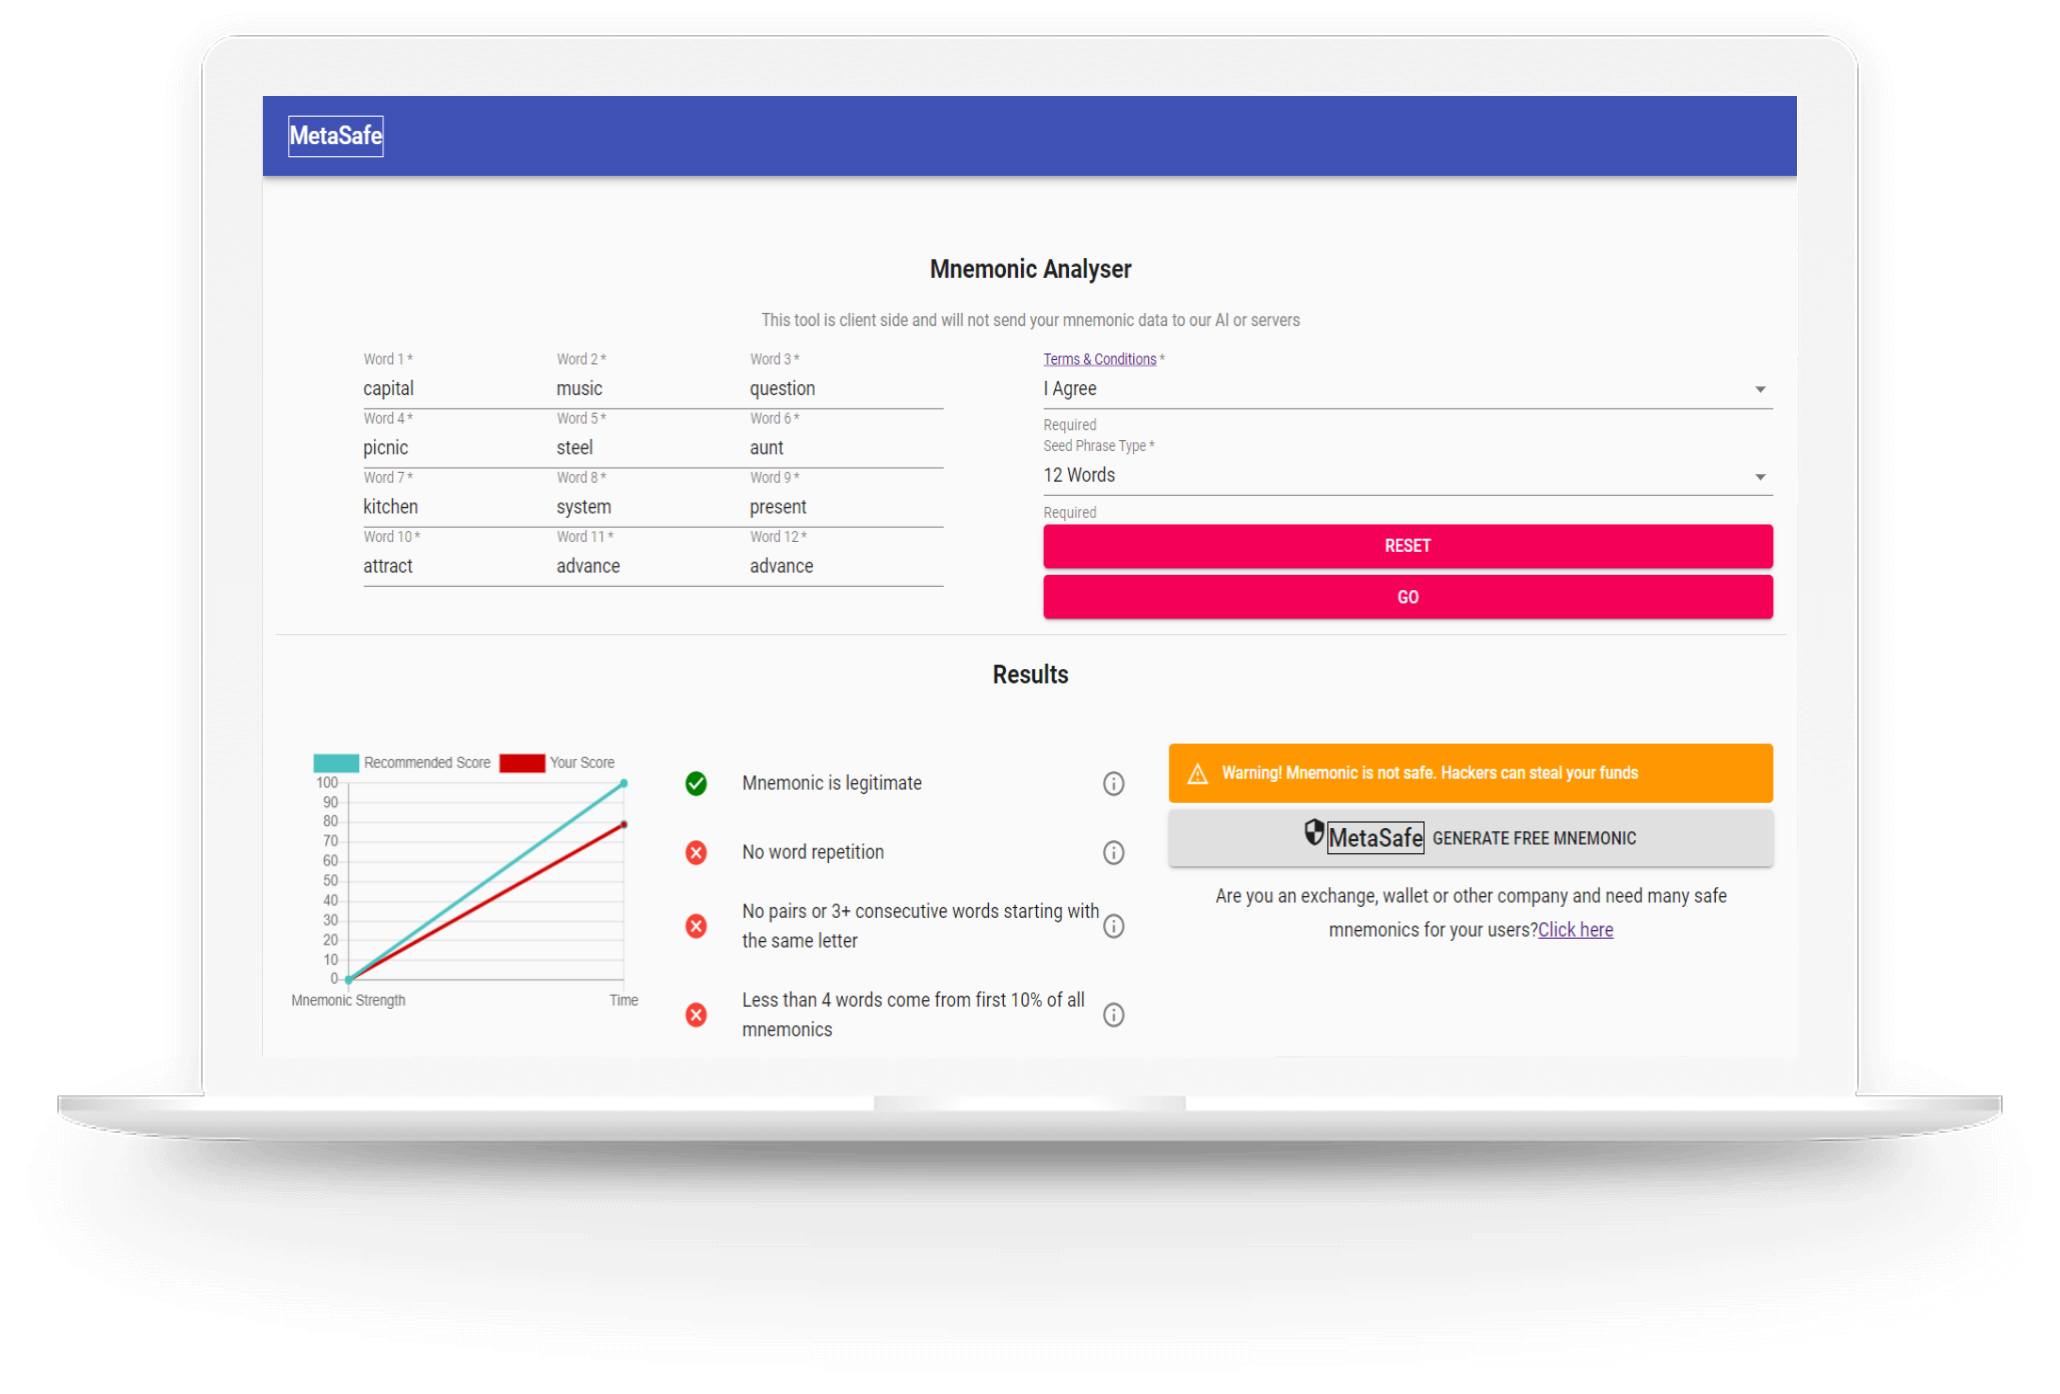 MetaSafe
Mnemonic Analyser
This tool is client side and will not send your mnemonic data to our AI or servers
Word 1 * Word 2 * Word 3 *
capital music question
Word 4 * Word 5 * Word 6 *
picnic steel aunt
Word 7 * Word 8 * Word 9 *
kitchen system present
Word 10 * Word 11 * Word 12 *
attract advance advance
Terms & Conditions *
I Agree
Required
Seed Phrase Type *
12 Words
Required
RESET
GO
Results
Recommended Score Your Score
100
90
80
70
60
50
40
30
20
10
0
Mnemonic Strength Time
Mnemonic is legitimate
No word repetition
No pairs or 3+ consecutive words starting with
the same letter
Less than 4 words come from first 10% of all
mnemonics
Warning! Mnemonic is not safe. Hackers can steal your funds
MetaSafe GENERATE FREE MNEMONIC
Are you an exchange, wallet or other company and need many safe
mnemonics for your users?Click here